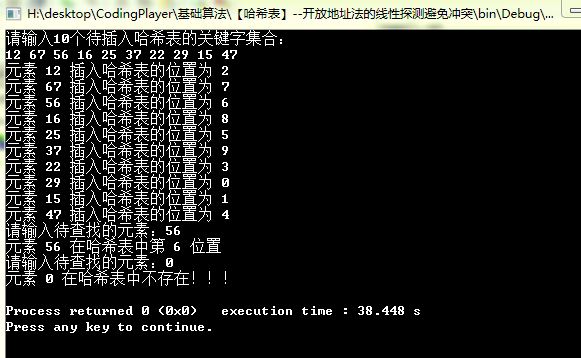 H:\desktop\CodingPlayer\基础算法\【哈希表】--开放地址法的线性探测避免冲突\bin\Debug\...
请输入10个待插入哈希表的关键字集合：
12 67 56 16 25 37 22 29 15 47
元素 12 插入哈希表的位置为 2
元素 67 插入哈希表的位置为 7
元素 56 插入哈希表的位置为 6
元素 16 插入哈希表的位置为 8
元素 25 插入哈希表的位置为 5
元素 37 插入哈希表的位置为 9
元素 22 插入哈希表的位置为 3
元素 29 插入哈希表的位置为 0
元素 15 插入哈希表的位置为 1
元素 47 插入哈希表的位置为 4
请输入待查找的元素：56
元素 56 在哈希表中第 6 位置
请输入待查找的元素：0
元素 0 在哈希表中不存在！！！
Process returned 0 (0x0)   execution time : 38.448 s
Press any key to continue.